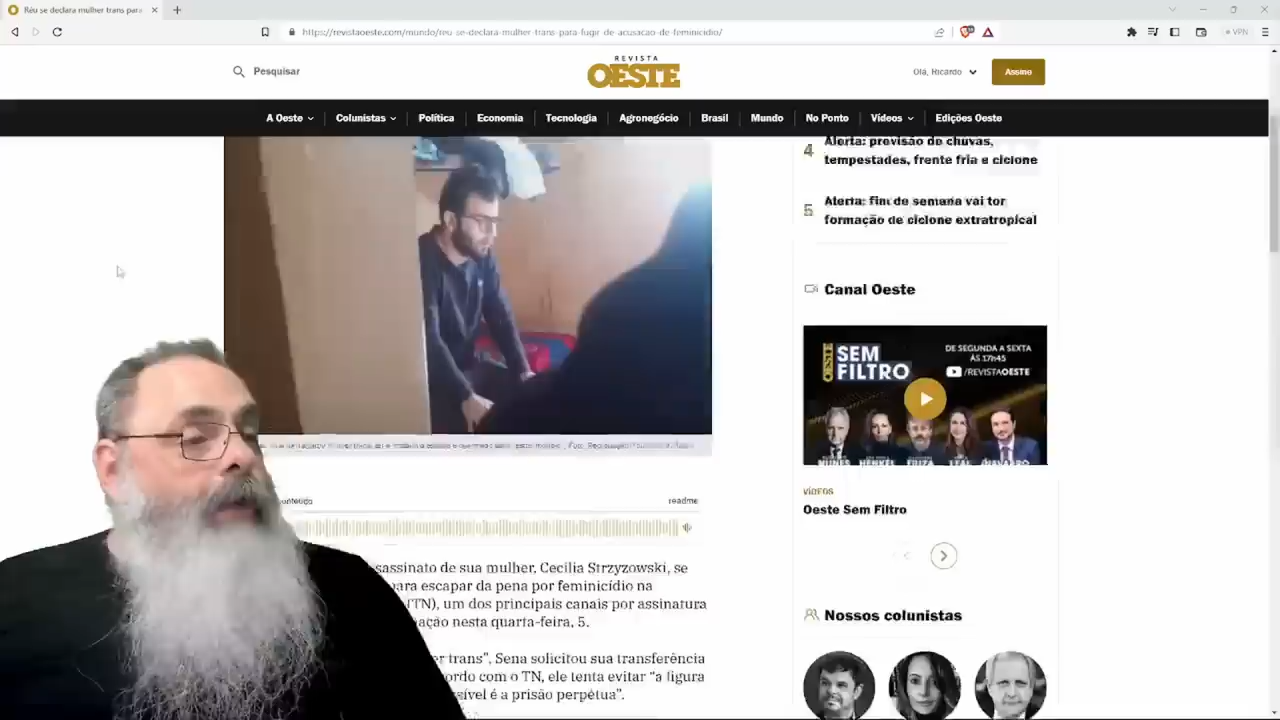 Réu se declara mulher trans para
https://revistaoeste.com/mundo/reu-se-declara-mulher-trans-para-fugir-de-acusacao-de-feminicidio/
VPN
Pesquisar
REVISTA
OESTE
Olá, Ricardo
Assine
A Oeste
Colunistas
Política
Economia
Tecnologia
Agronegócio
Brasil
Mundo
No Ponto
Vídeos
Edições Oeste
4 Alerta: previsão de chuvas,
tempestades, frente fria e ciclone
5 Alerta: fim de semana vai ter
formação de ciclone extratropical
Canal Oeste
OESTE
SEM
FILTRO
DE SEGUNDA A SEXTA
ÀS 17h45
/REVISTAOESTE
VÍDEOS
Oeste Sem Filtro
Nossos colunistas
readme
sassinato de sua mulher, Cecilia Strzyzowski, se
para escapar da pena por feminicídio na
(TN), um dos principais canais por assinatura
ação nesta quarta-feira, 5.
er trans”, Sena solicitou sua transferência
ordo com o TN, ele tenta evitar “a figura
ssível é a prisão perpétua”.